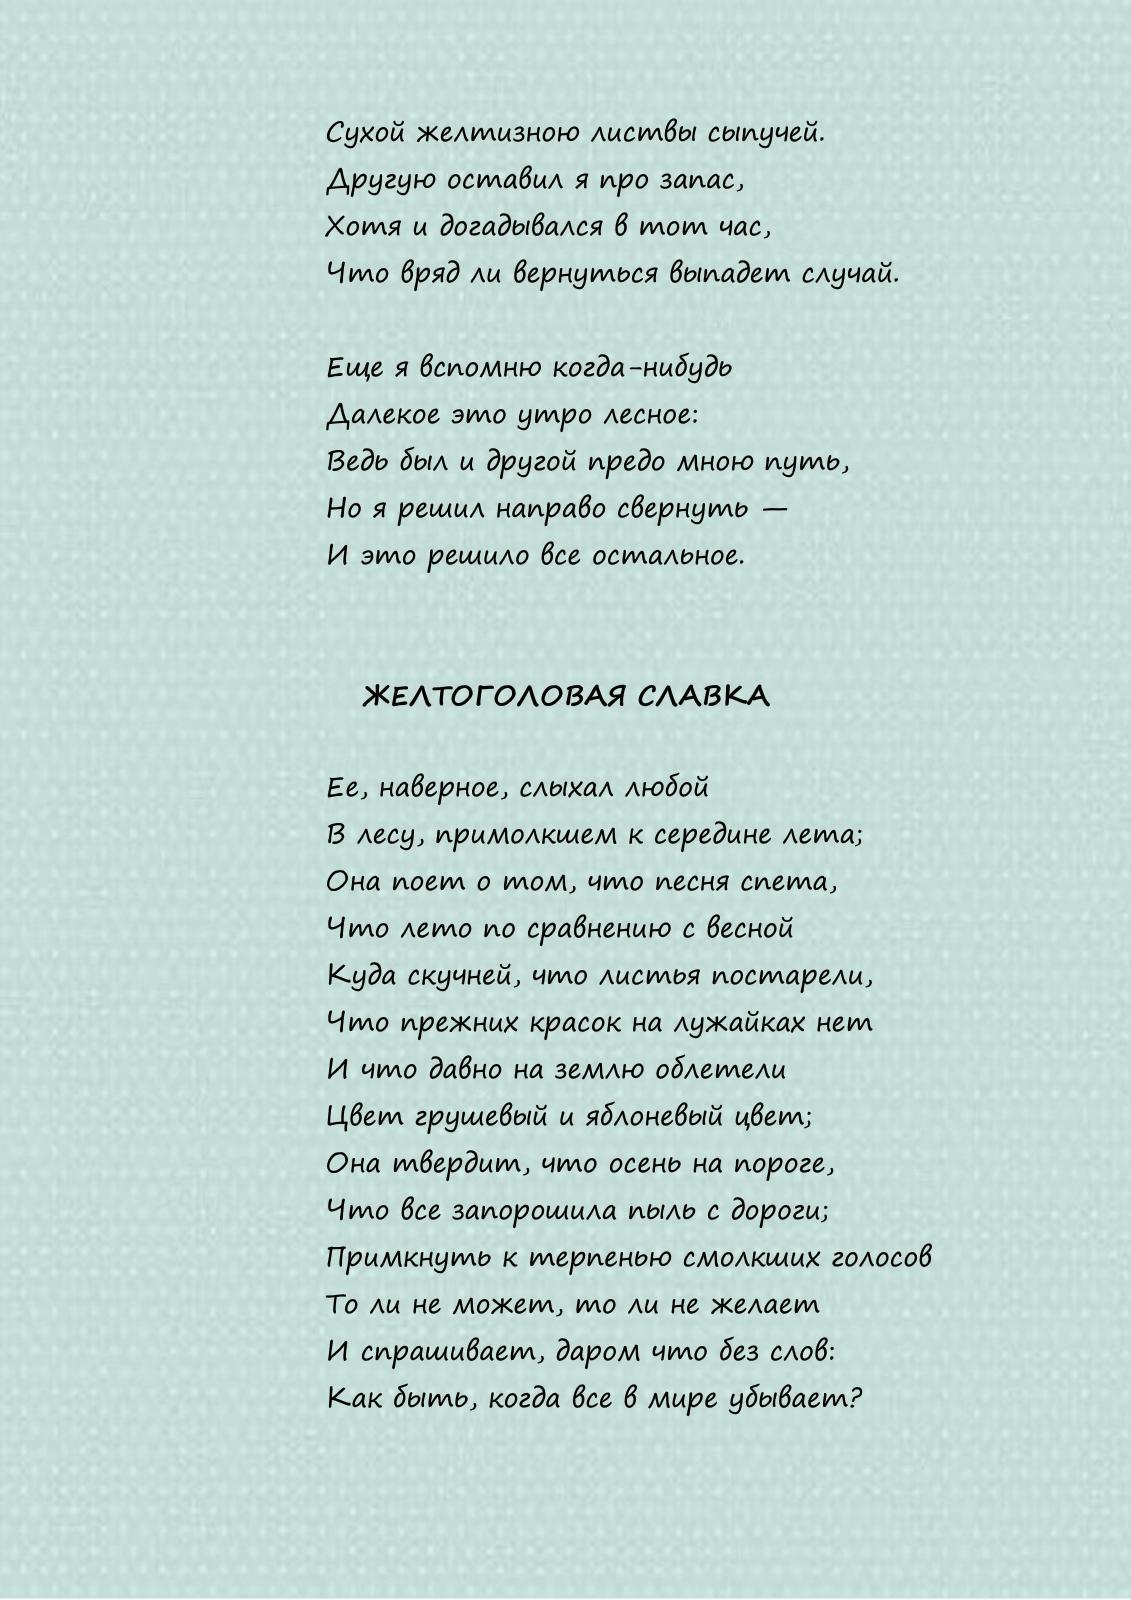 Сухой желтизною листвы сыпучей.
Другую оставил я про запас,
Хотя и догадывался в тот час,
Что вряд ли вернуться выпадет случай.
Еще я вспомню когда-нибудь
Далекое это утро лесное:
Ведь был и другой предо мною путь,
Но я решил направо свернуть —
И это решило все остальное.
ЖЕЛТОГОЛОВАЯ СЛАВКА
Ее, наверное, слыхал любой
В лесу, примолкшем к середине лета;
Она поет о том, что песня спета,
Что лето по сравнению с весной
Куда скучней, что листья постарели,
Что прежних красок на лужайках нет
И что давно на землю облетели
Цвет грушевый и яблоневый цвет;
Она твердит, что осень на пороге,
Что все запорошила пыль с дороги;
Примкнуть к терпенью смолкших голосов
То ли не может, то ли не желает
И спрашивает, даром что без слов:
Как быть, когда все в мире убывает?